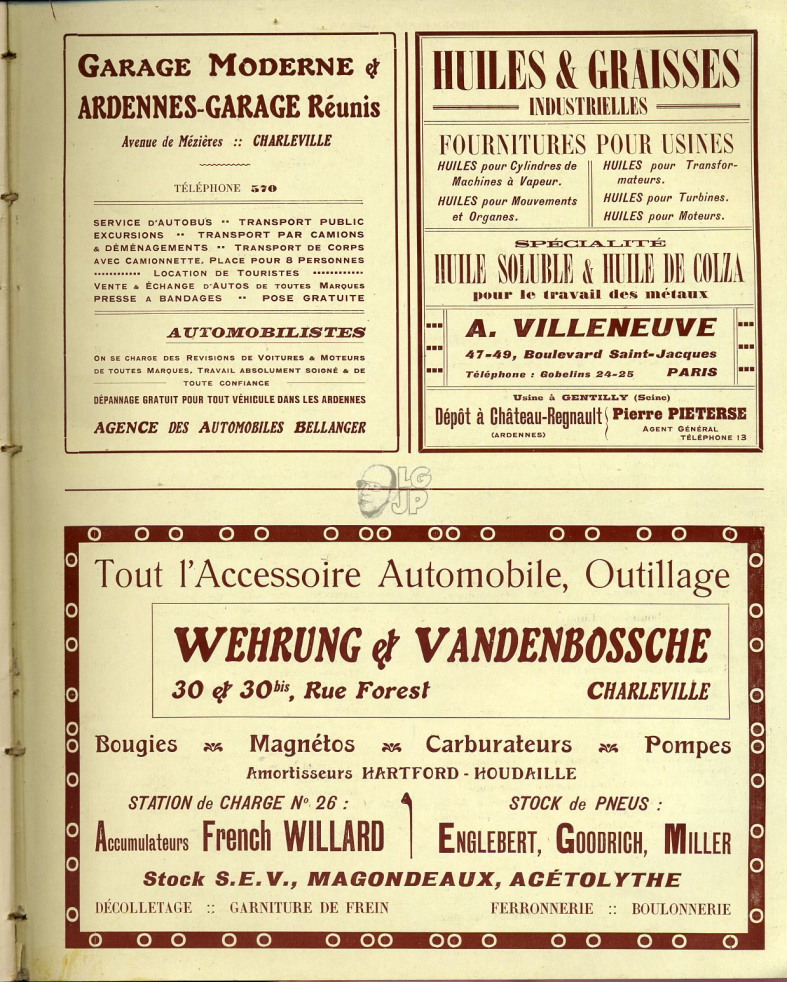 GARAGE MODERNE &
ARDENNES-GARAGE Réunis
Avenue de Mézières :: CHARLEVILLE
TÉLÉPHONE 570
SERVICE D'AUTOBUS •• TRANSPORT PUBLIC
EXCURSIONS •• TRANSPORT PAR CAMIONS
& DÉMÉNAGEMENTS •• TRANSPORT DE CORPS
AVEC CAMIONNETTE, PLACE POUR 8 PERSONNES
LOCATION DE TOURISTES
VENTE & ÉCHANGE D'AUTOS DE TOUTES MARQUES
PRESSE A BANDAGES •• POSE GRATUITE
AUTOMOBILISTES
ON SE CHARGE DES REVISIONS DE VOITURES & MOTEURS
DE TOUTES MARQUES, TRAVAIL ABSOLUMENT SOIGNÉ & DE
TOUTE CONFIANCE
DÉPANNAGE GRATUIT POUR TOUT VÉHICULE DANS LES ARDENNES
AGENCE DES AUTOMOBILES BELLANGER
HUILES & GRAISSES
INDUSTRIELLES
FOURNITURES POUR USINES
HUILES pour Cylindres de
Machines à Vapeur.
HUILES pour Mouvements
et Organes.
HUILES pour Transfor-
mateurs.
HUILES pour Turbines.
HUILES pour Moteurs.
SPÉCIALITÉ
HUILE SOLUBLE & HUILE DE COLZA
pour le travail des métaux
A. VILLENEUVE
47-49, Boulevard Saint-Jacques
Téléphone : Gobelins 24-25 PARIS
Usine à GENTILLY (Seine)
Dépôt à Château-Regnault
(ARDENNES)
Pierre PIETERSE
AGENT GÉNÉRAL
TÉLÉPHONE 13
LG
JP
Tout l'Accessoire Automobile, Outillage
WEHRUNG & VANDENBOSSCHE
30 & 30bis, Rue Forest CHARLEVILLE
Bougies Magnétos Carburateurs Pompes
Amortisseurs HARTFORD - HOUDAILLE
STATION de CHARGE No 26 :
Accumulateurs French WILLARD
STOCK de PNEUS :
ENGLEBERT, GOODRICH, MILLER
Stock S.E.V., MAGONDEAUX, ACÉTOLYTHE
DÉCOLLETAGE :: GARNITURE DE FREIN FERRONNERIE :: BOULONNERIE